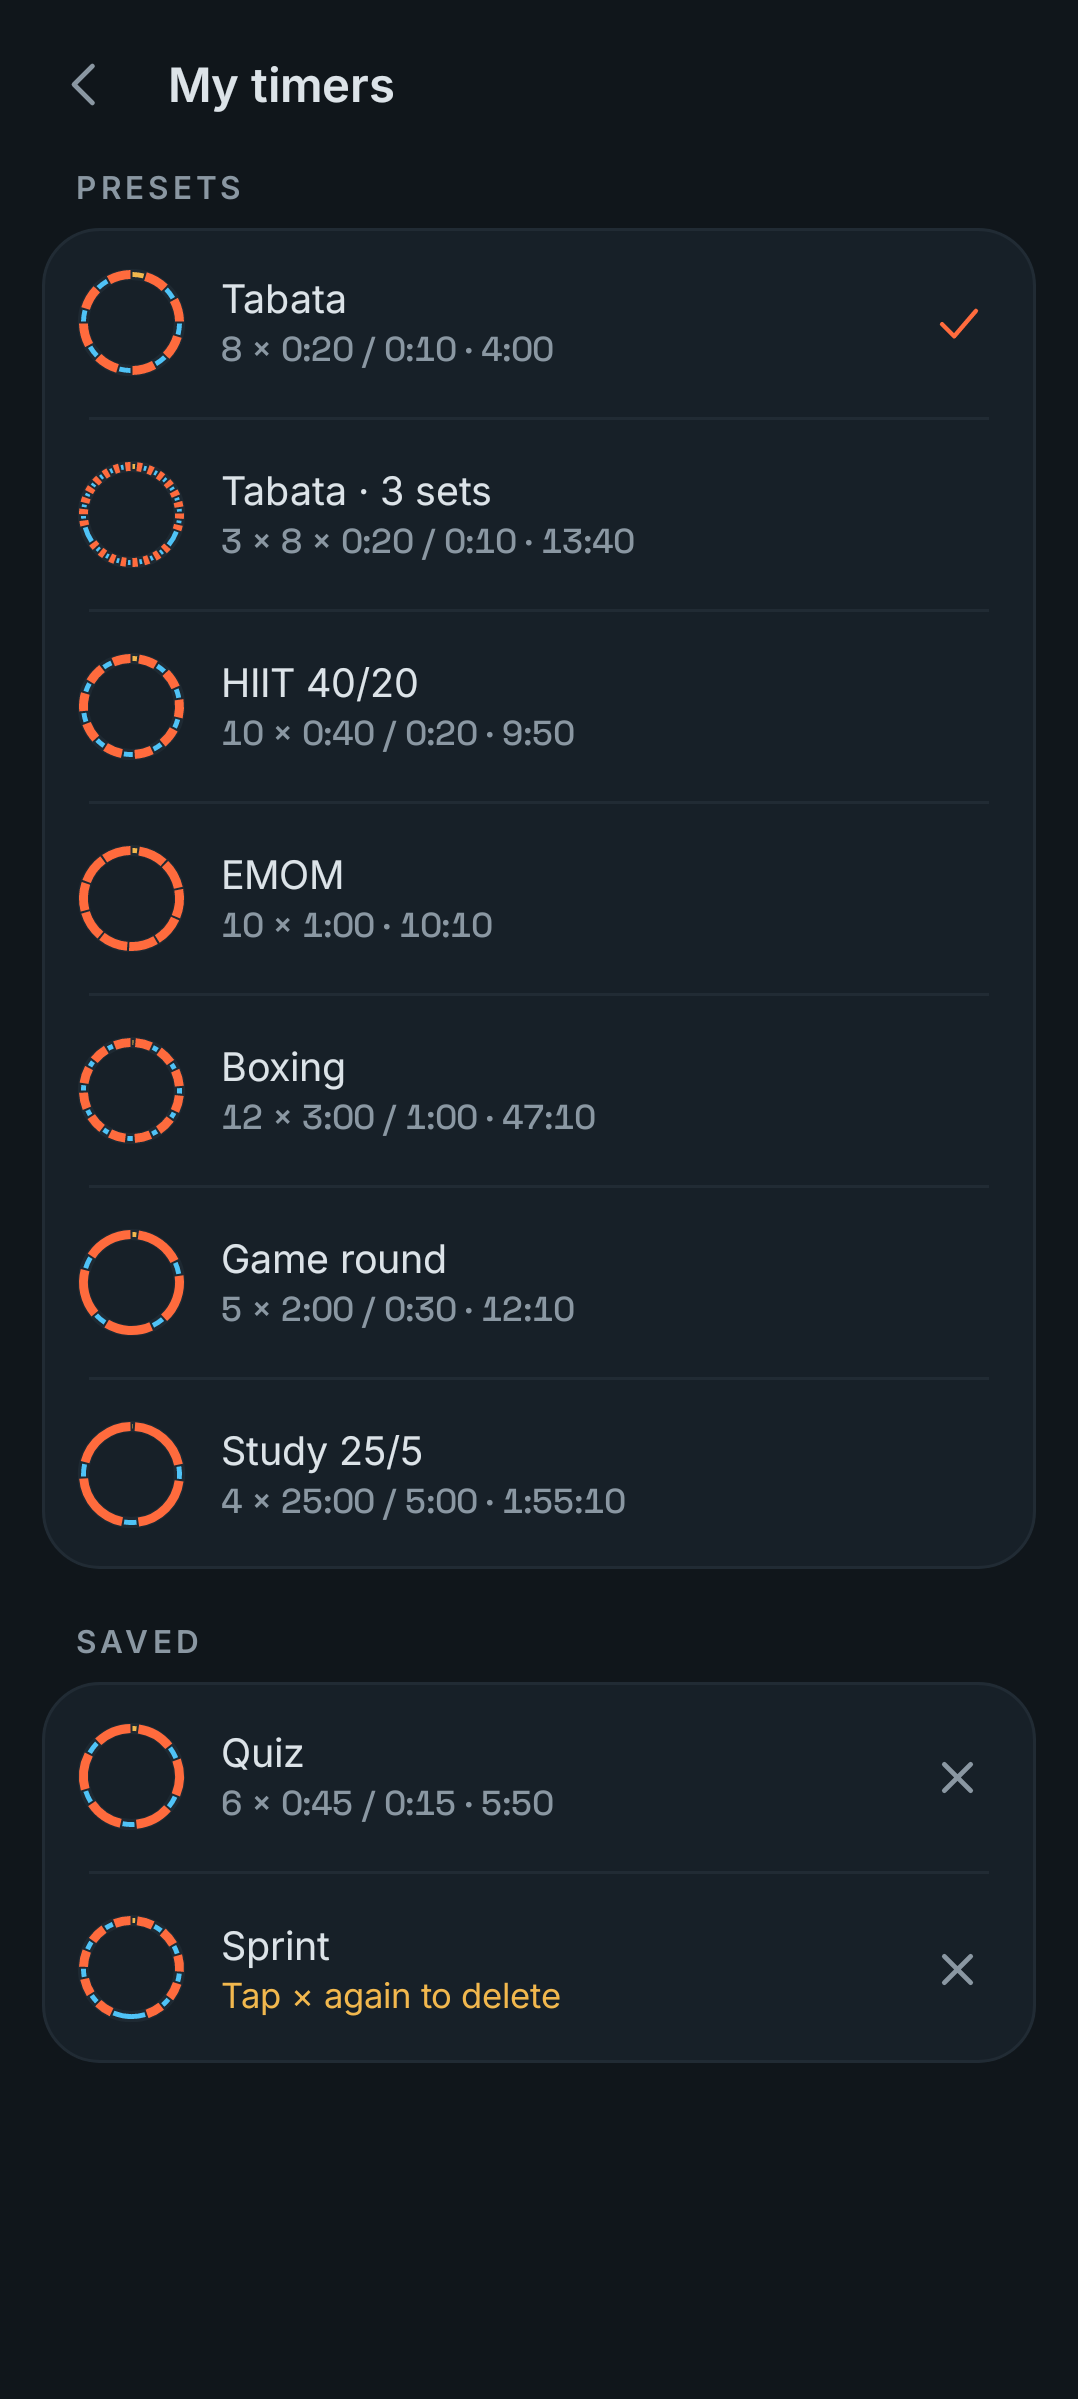 My timers
PRESETS
Tabata
8 × 0:20 / 0:10 · 4:00
Tabata · 3 sets
3 × 8 × 0:20 / 0:10 · 13:40
HIIT 40/20
10 × 0:40 / 0:20 · 9:50
EMOM
10 × 1:00 · 10:10
Boxing
12 × 3:00 / 1:00 · 47:10
Game round
5 × 2:00 / 0:30 · 12:10
Study 25/5
4 × 25:00 / 5:00 · 1:55:10
SAVED
Quiz
6 × 0:45 / 0:15 · 5:50
Sprint
Tap × again to delete